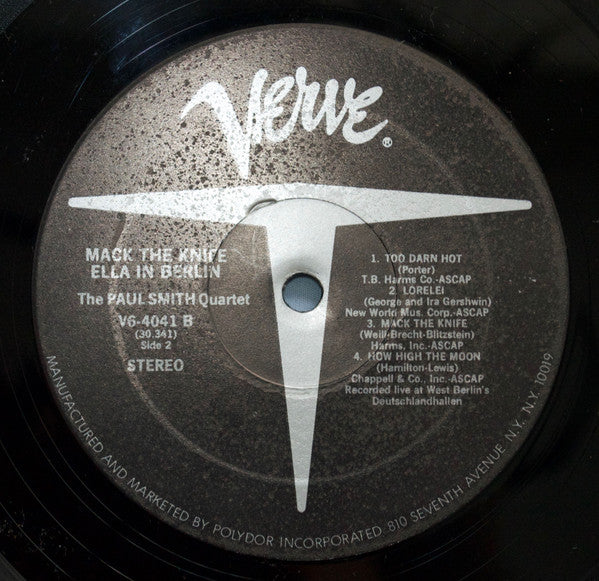 Verve®
MACK THE KNIFE
ELLA IN BERLIN
The PAUL SMITH Quartet
V6-4041 B
(30.341)
Side 2
STEREO
1. TOO DARN HOT
(Porter)
T.B. Harms Co.-ASCAP
2. LORELEI
(George and Ira Gershwin)
New World Mus. Corp.-ASCAP
3. MACK THE KNIFE
(Weill-Brecht-Blitzstein)
Harms, Inc.-ASCAP
4. HOW HIGH THE MOON
(Hamilton-Lewis)
Chappell & Co., Inc.-ASCAP
Recorded live at West Berlin's
Deutschlandhallen
MANUFACTURED AND MARKETED BY POLYDOR INCORPORATED. 810 SEVENTH AVENUE, N.Y. N.Y. 10019